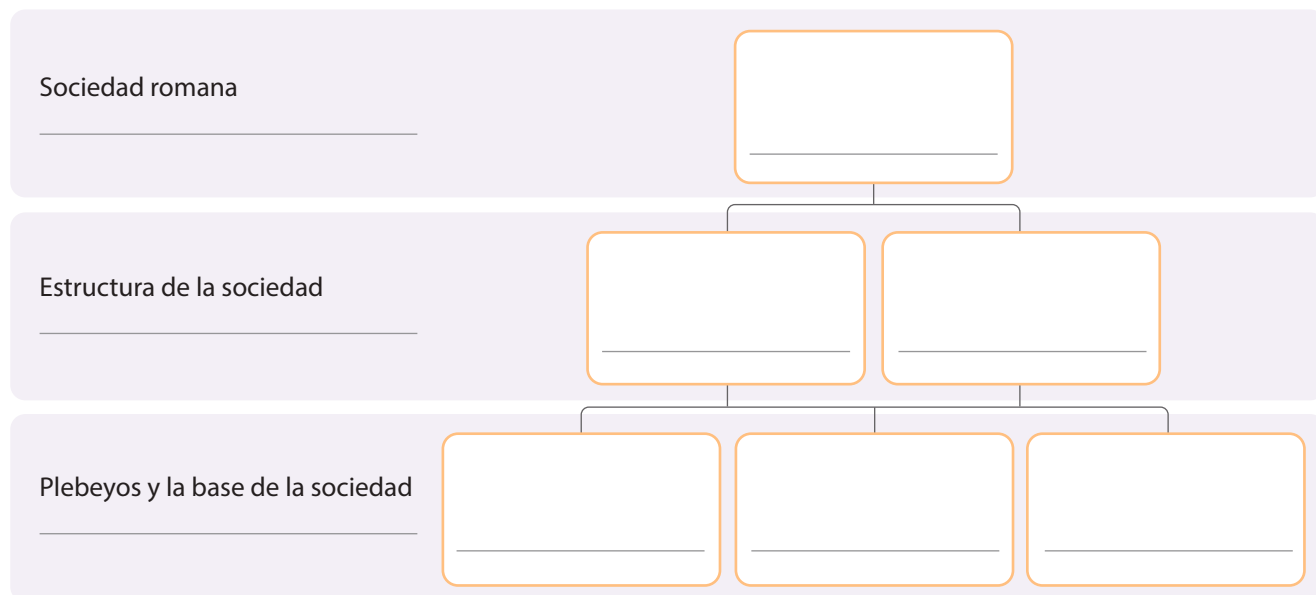 Sociedad romana
Estructura de la sociedad
Plebeyos y la base de la sociedad